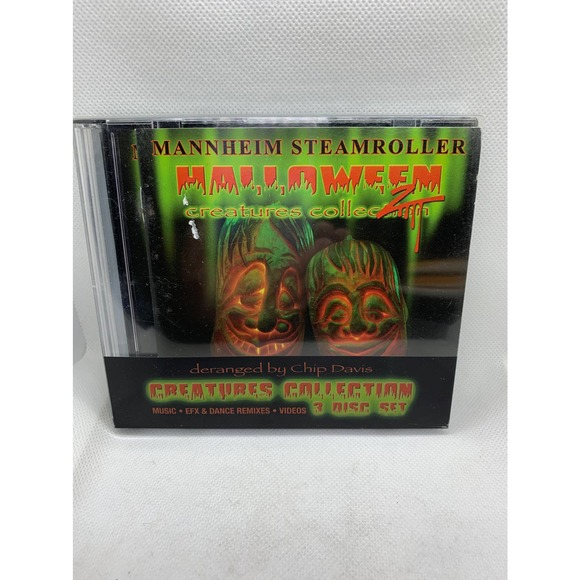 MANNHEIM STEAMROLLER
HALLOWEEN
creatures collection
deranged by Chip Davis
CREATURES COLLECTION
MUSIC • EFX & DANCE REMIXES • VIDEOS 3 DISC SET